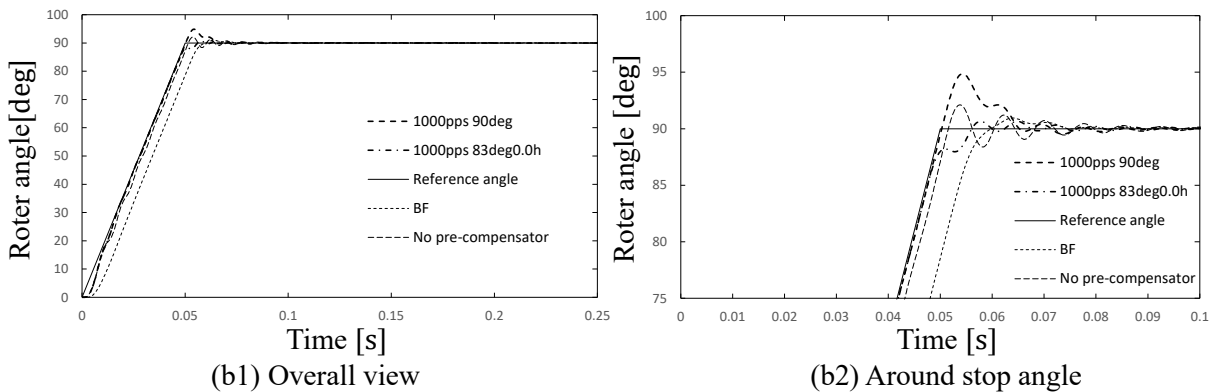 100
90
80
70
60
50
40
30
20
10
0
Roter angle[deg]
1000pps 90deg
1000pps 83deg0.0h
Reference angle
BF
No pre-compensator
0 0.05 0.1 0.15 0.2 0.25
Time [s]
(b1) Overall view
100
95
90
85
80
75
Roter angle [deg]
1000pps 90deg
1000pps 83deg0.0h
Reference angle
BF
No pre-compensator
0 0.01 0.02 0.03 0.04 0.05 0.06 0.07 0.08 0.09 0.1
Time [s]
(b2) Around stop angle